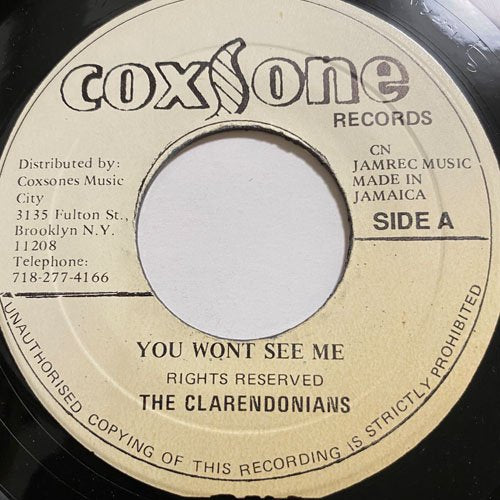 coxsone
RECORDS
Distributed by:
Coxsones Music
City
3135 Fulton St.,
Brooklyn N.Y.
11208
Telephone:
718-277-4166
CN
JAMREC MUSIC
MADE IN
JAMAICA
SIDE A
YOU WONT SEE ME
RIGHTS RESERVED
THE CLARENDONIANS
UNAUTHORISED COPYING OF THIS RECORDING IS STRICTLY PROHIBITED